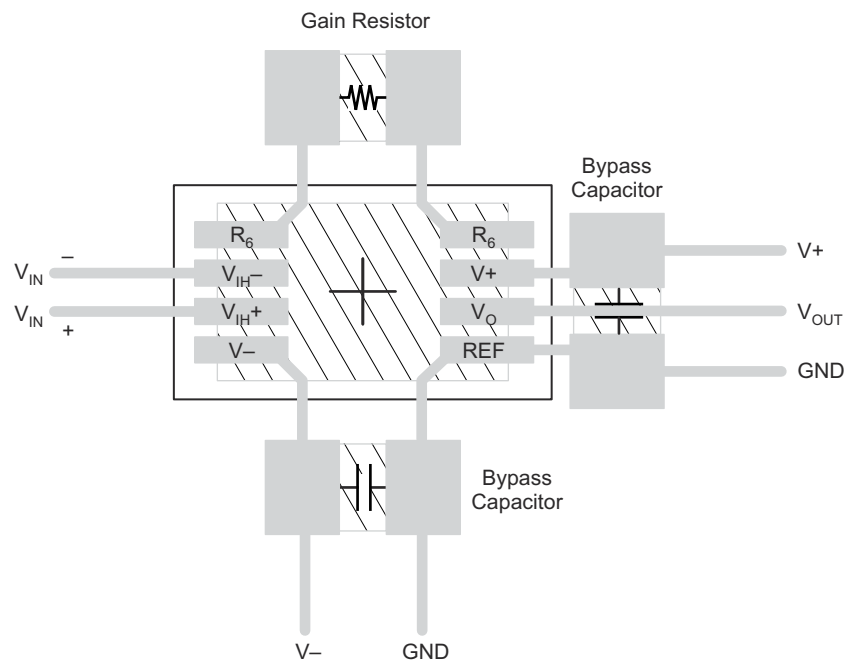 Gain Resistor
Bypass
Capacitor
R6 R6
V+
VIN – VIH– V+
VIN + VIH+ VO VOUT
V– REF
GND
Bypass
Capacitor
V– GND